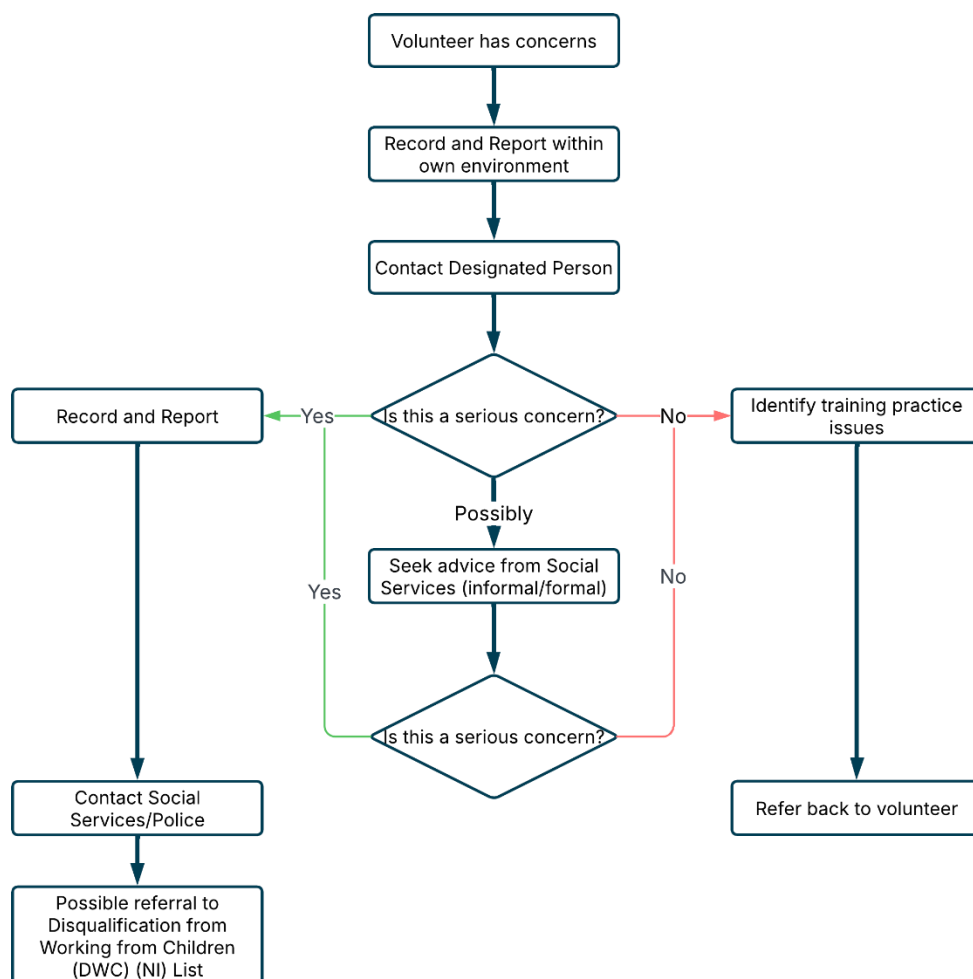 Volunteer has concerns
Record and Report within
own environment
Contact Designated Person
Is this a serious concern?
Yes
Record and Report
No
Identify training practice
issues
Possibly
Seek advice from Social
Services (informal/formal)
Yes
No
Is this a serious concern?
Contact Social
Services/Police
Refer back to volunteer
Possible referral to
Disqualification from
Working from Children
(DWC) (NI) List